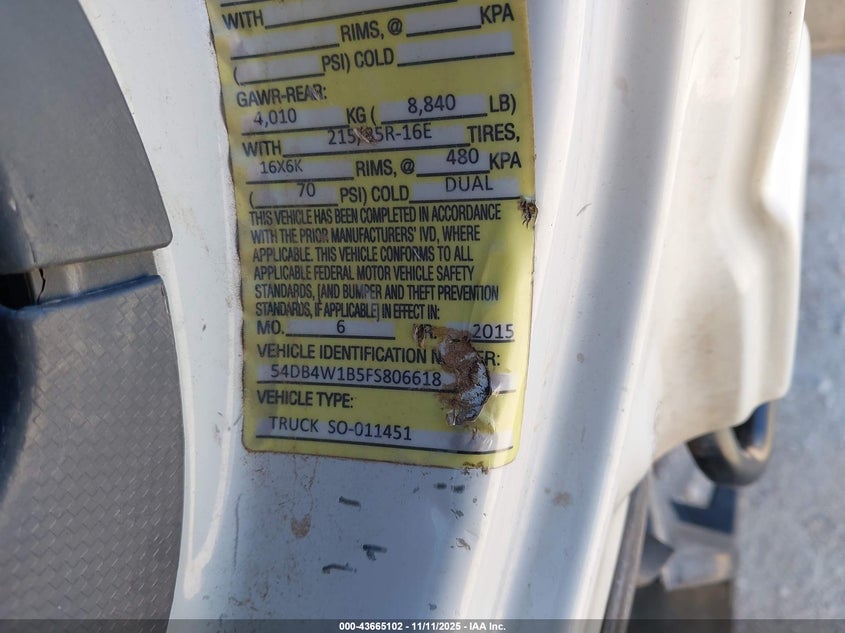 WITH
RIMS, @ KPA
( PSI) COLD
GAWR-REAR:
4,010 KG ( 8,840 LB)
WITH 215/85R-16E TIRES,
16X6K RIMS, @ 480 KPA
( 70 PSI) COLD DUAL
THIS VEHICLE HAS BEEN COMPLETED IN ACCORDANCE
WITH THE PRIOR MANUFACTURERS' IVD, WHERE
APPLICABLE. THIS VEHICLE CONFORMS TO ALL
APPLICABLE FEDERAL MOTOR VEHICLE SAFETY
STANDARDS, [AND BUMPER AND THEFT PREVENTION
STANDARDS, IF APPLICABLE] IN EFFECT IN:
MO. 6 2015
VEHICLE IDENTIFICATION
54DB4W1B5FS806618
VEHICLE TYPE:
TRUCK SO-011451
000-43665102 - 11/11/2025 - IAA Inc.